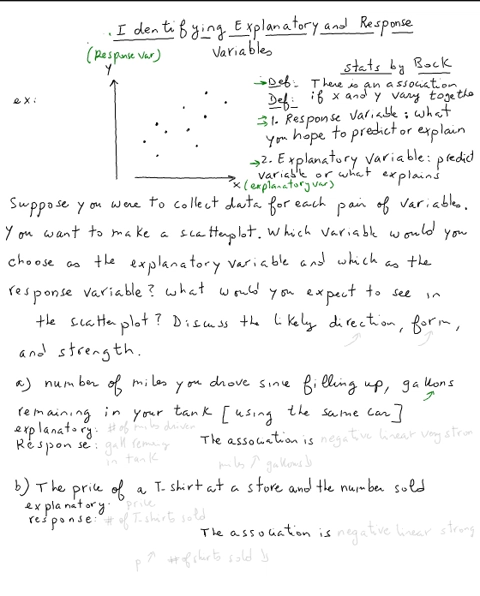 . Identifying Explanatory and Response
Variables
(Response var)
y
stats by Bock
→Def: There is an association
Def: if x and y vary togethe
ex:
→1. Response Variable: what
you hope to predict or explain
→2. Explanatory Variable: predict
variable or what explains
x (explanatory var)
Suppose you were to collect data for each pair of variables.
You want to make a scatterplot. Which variable would you
choose as the explanatory variable and which as the
response variable? What would you expect to see in
the scatterplot? Discuss the likely direction, form,
and strength.
a) number of miles you drove sine filling up, gallons
remaining in your tank [using the same car]
explanatory: # of miles driven
Response: gall remaing
in tank
The association is negative linear very stron
miles ↑ gallons ↓
b) The price of a T-shirt at a store and the number sold
explanatory: price
response: # of T-shirts sold
The association is negative linear strong
p ↑ # of shirts sold ↓